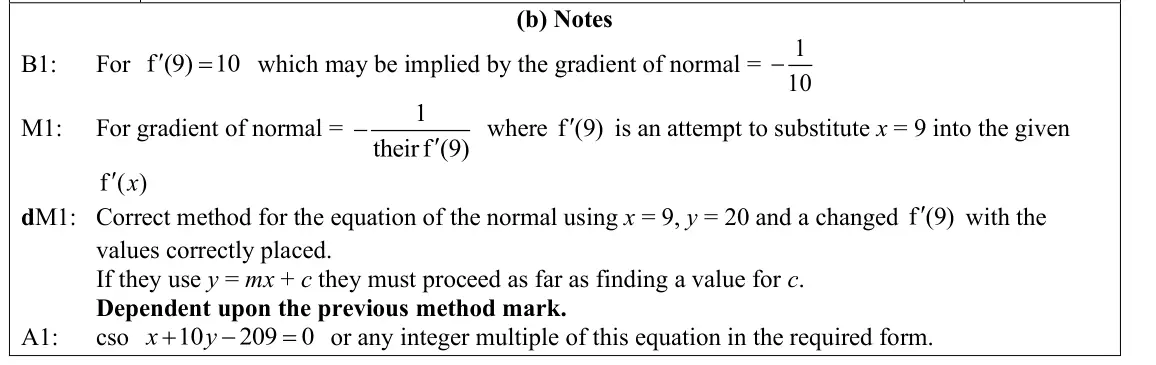 (b) Notes
B1: For f′(9) = 10 which may be implied by the gradient of normal = −1/10
M1: For gradient of normal = −1/(their f′(9)) where f′(9) is an attempt to substitute x = 9 into the given
f′(x)
dM1: Correct method for the equation of the normal using x = 9, y = 20 and a changed f′(9) with the
values correctly placed.
If they use y = mx + c they must proceed as far as finding a value for c.
Dependent upon the previous method mark.
A1: cso x+10y−209=0 or any integer multiple of this equation in the required form.